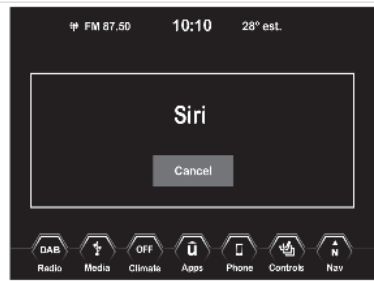 FM 87.50 10:10 28° est.
Siri
Cancel
DAB OFF û N
Radio Media Climate Apps Phone Controls Nav